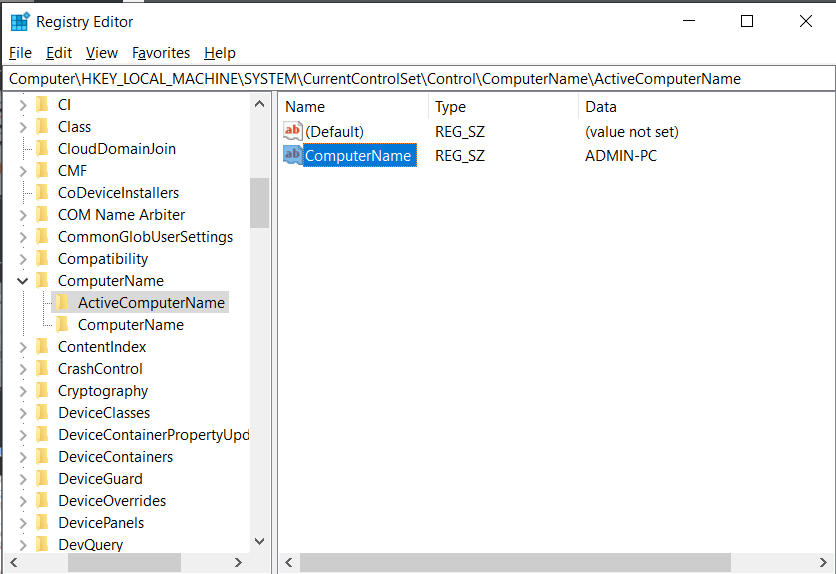 Registry Editor
File Edit View Favorites Help
Computer\HKEY_LOCAL_MACHINE\SYSTEM\CurrentControlSet\Control\ComputerName\ActiveComputerName
CI
Class
CloudDomainJoin
CMF
CoDeviceInstallers
COM Name Arbiter
CommonGlobUserSettings
Compatibility
ComputerName
ActiveComputerName
ComputerName
ContentIndex
CrashControl
Cryptography
DeviceClasses
DeviceContainerPropertyUpd
DeviceContainers
DeviceGuard
DeviceOverrides
DevicePanels
DevQuery
Name Type Data
ab (Default) REG_SZ (value not set)
ab ComputerName REG_SZ ADMIN-PC